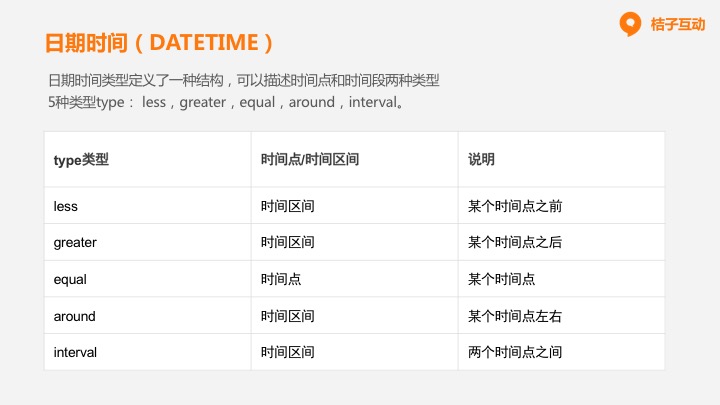 桔子互动
日期时间（DATETIME）
日期时间类型定义了一种结构，可以描述时间点和时间段两种类型
5种类型type： less，greater，equal，around，interval。
type类型 时间点/时间区间 说明
less 时间区间 某个时间点之前
greater 时间区间 某个时间点之后
equal 时间点 某个时间点
around 时间区间 某个时间点左右
interval 时间区间 两个时间点之间